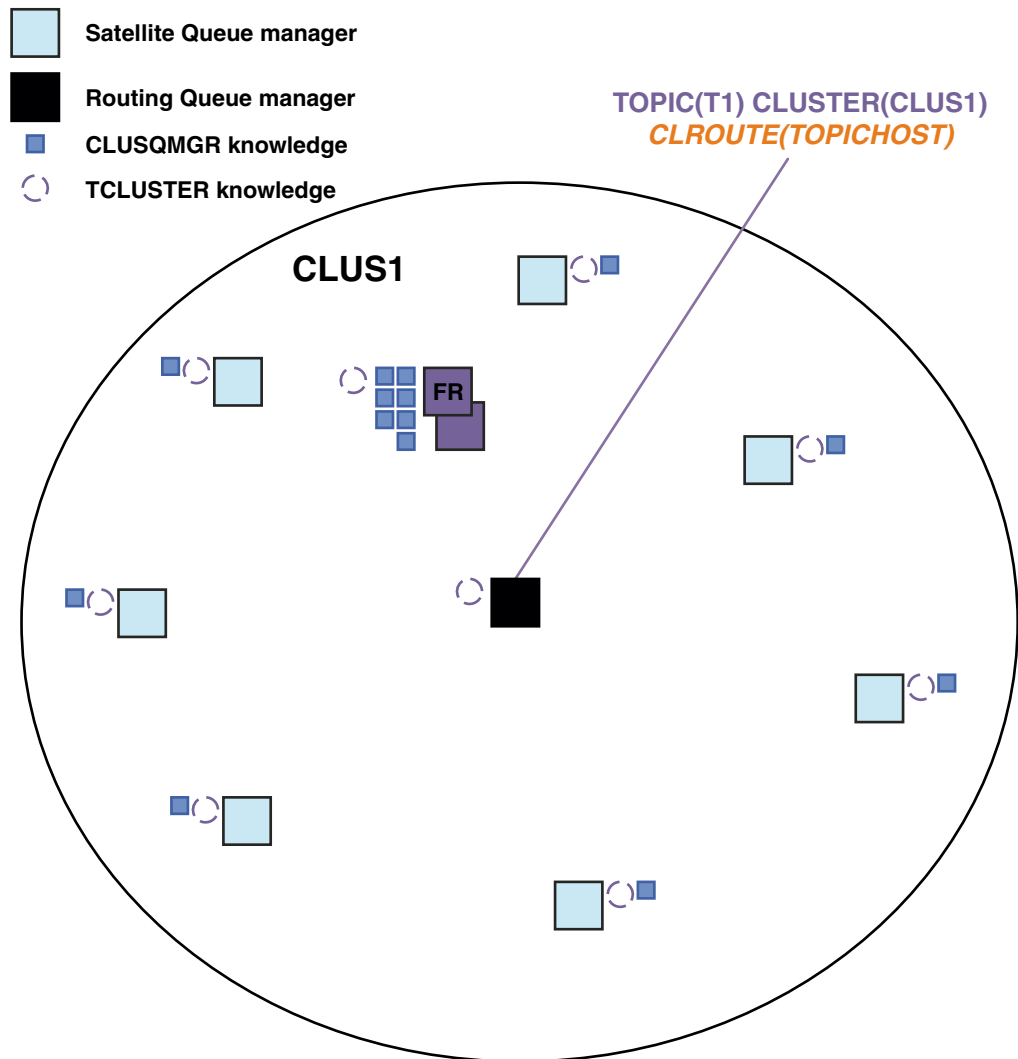 Satellite Queue manager
Routing Queue manager
CLUSQMGR knowledge
TCLUSTER knowledge
TOPIC(T1) CLUSTER(CLUS1)
CLROUTE(TOPICHOST)
CLUS1
FR